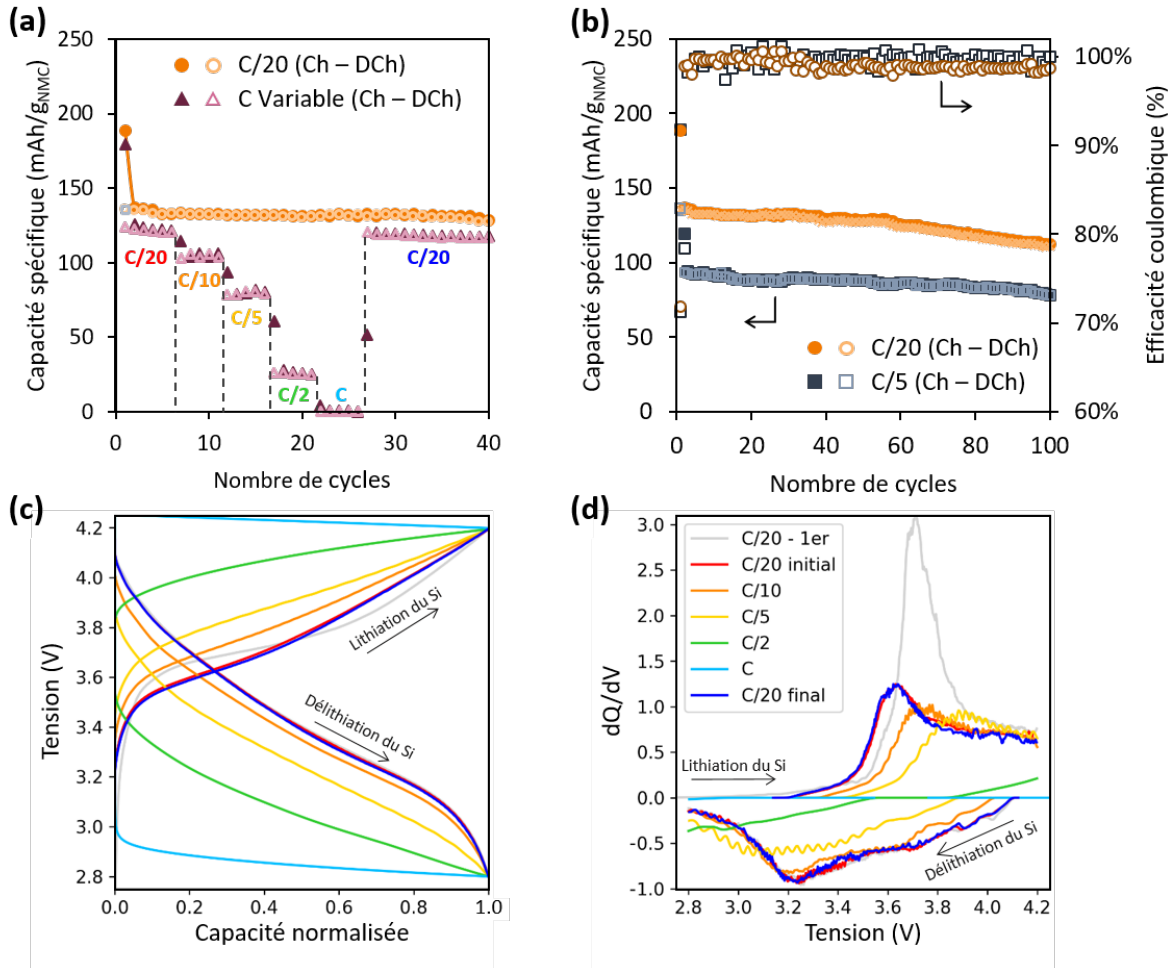 (a)
250
200
150
100
50
0
Capacité spécifique (mAh/gNMC)
C/20 (Ch – DCh)
C Variable (Ch – DCh)
C/20
C/10
C/5
C/2
C
C/20
0 10 20 30 40
Nombre de cycles
(b)
250
200
150
100
50
0
Capacité spécifique (mAh/gNMC)
100%
90%
80%
70%
60%
Efficacité coulombique (%)
C/20 (Ch – DCh)
C/5 (Ch – DCh)
0 20 40 60 80 100
Nombre de cycles
(c)
4.2
4.0
3.8
3.6
3.4
3.2
3.0
2.8
Tension (V)
Lithiation du Si
Délithiation du Si
0.0 0.2 0.4 0.6 0.8 1.0
Capacité normalisée
(d)
3.0
2.5
2.0
1.5
1.0
0.5
0.0
-0.5
-1.0
dQ/dV
C/20 - 1er
C/20 initial
C/10
C/5
C/2
C
C/20 final
Lithiation du Si
Délithiation du Si
2.8 3.0 3.2 3.4 3.6 3.8 4.0 4.2
Tension (V)